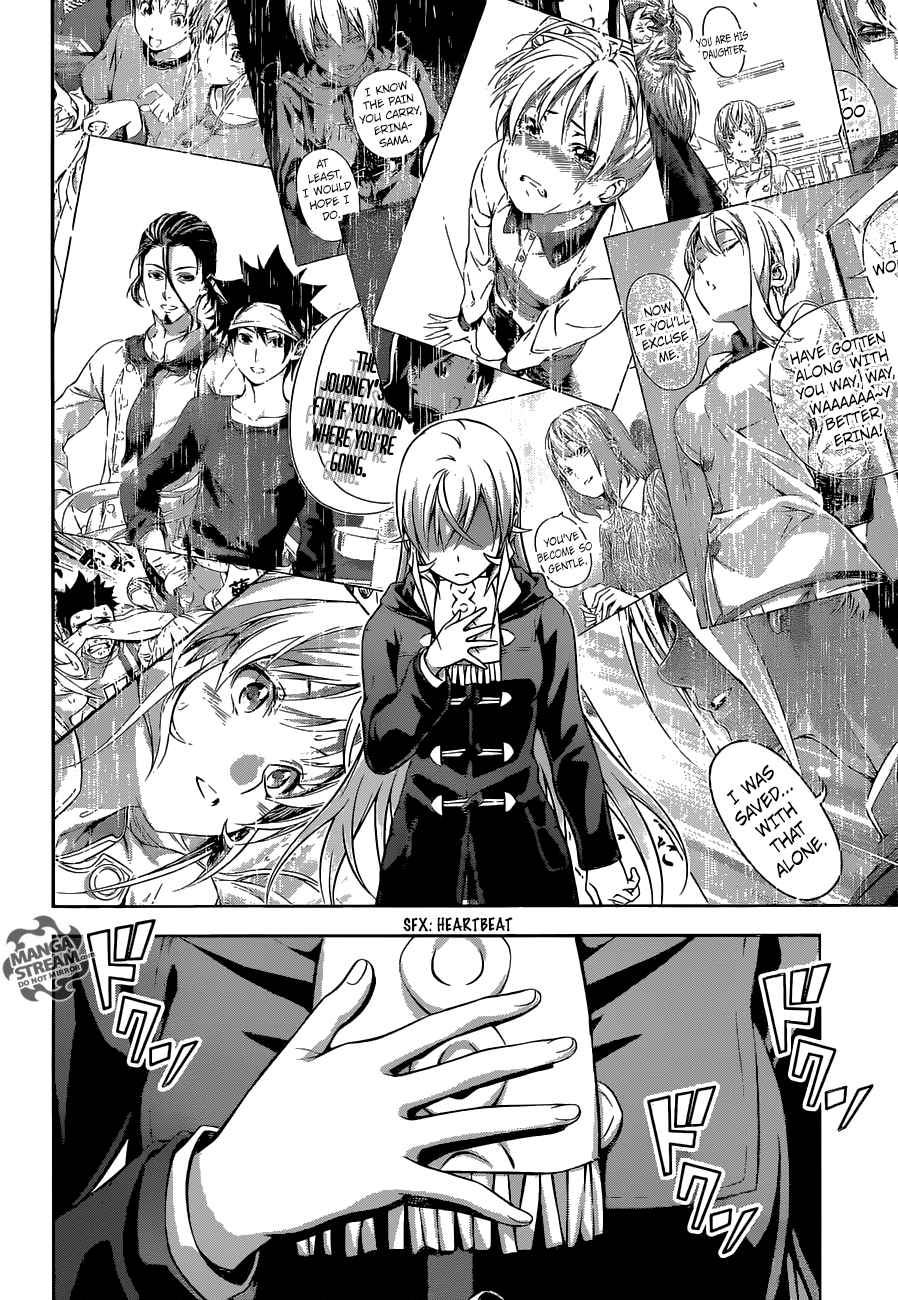 YOU ARE HIS
DAUGHTER
I,
OO
...
I KNOW
THE PAIN
YOU CARRY,
ERINA-
SAMA.
AT
LEAST,
I WOULD
HOPE I
DO.
I
WO
NOW
IF YOU'LL
EXCUSE
ME.
HAVE GOTTEN
ALONG WITH
YOU WAY, WAY,
WAAAAAA~Y
BETTER,
ERINA!
THE
JOURNEY'S
FUN IF YOU KNOW
WHERE YOU'RE
GOING.
YOU'VE
BECOME SO
GENTLE.
I WAS
SAVED...
WITH
THAT
ALONE.
SFX: HEARTBEAT
MANGA
STREAM.com
DO NOT MIRROR
ドクン
ドクン
ドクン